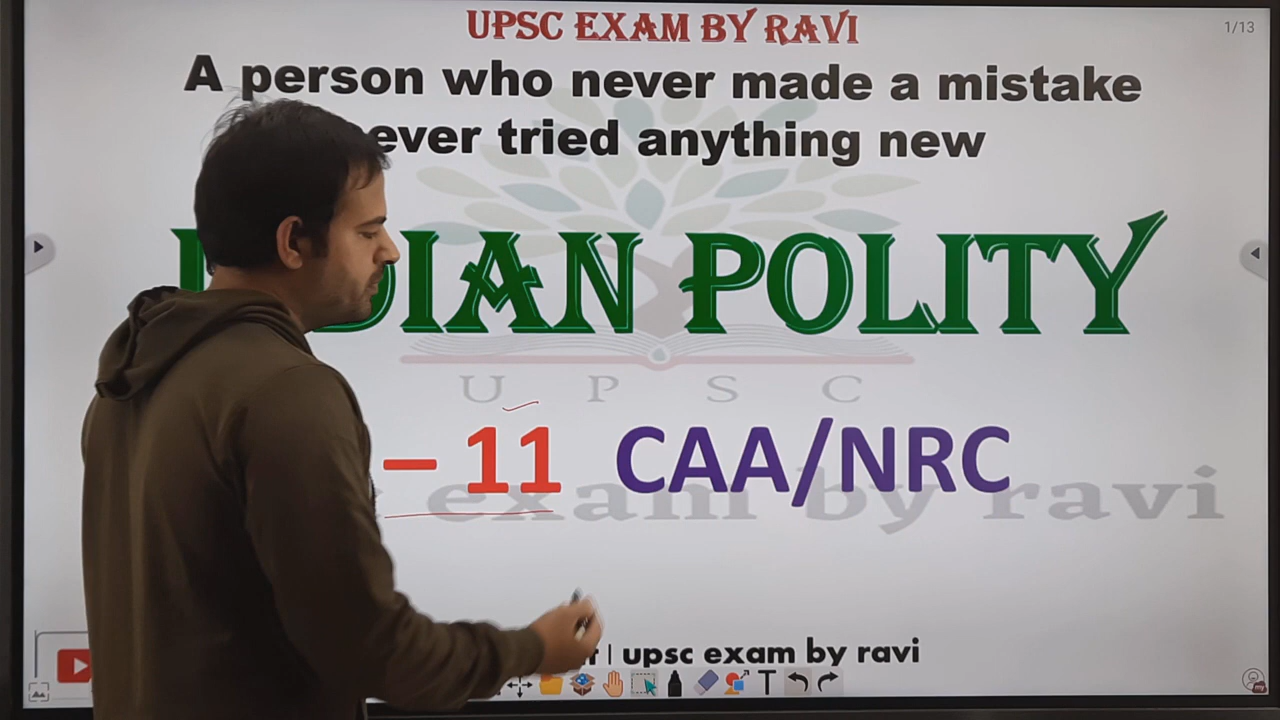 UPSC EXAM BY RAVI
1/13
A person who never made a mistake
ever tried anything new
DIAN POLITY
U P S C
– 11 CAA/NRC
exam by ravi
| upsc exam by ravi
T